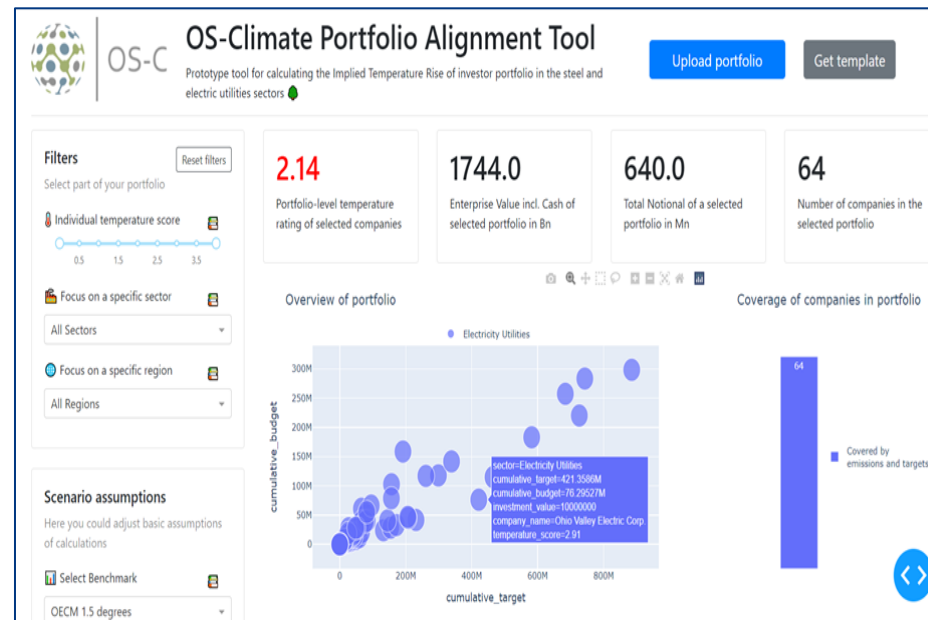 OS-C
OS-Climate Portfolio Alignment Tool
Prototype tool for calculating the Implied Temperature Rise of investor portfolio in the steel and
electric utilities sectors
Upload portfolio
Get template
Filters
Reset filters
Select part of your portfolio
Individual temperature score
0.5 1.5 2.5 3.5
Focus on a specific sector
All Sectors
Focus on a specific region
All Regions
Scenario assumptions
Here you could adjust basic assumptions
of calculations
Select Benchmark
OECM 1.5 degrees
2.14
Portfolio-level temperature
rating of selected companies
1744.0
Enterprise Value incl. Cash of
selected portfolio in Bn
640.0
Total Notional of a selected
portfolio in Mn
64
Number of companies in the
selected portfolio
Overview of portfolio
Electricity Utilities
cumulative_budget
300M
250M
200M
150M
100M
50M
0
0 200M 400M 600M 800M
cumulative_target
sector=Electricity Utilities
cumulative_target=421.3586M
cumulative_budget=76.29527M
investment_value=10000000
company_name=Ohio Valley Electric Corp.
temperature_score=2.91
Coverage of companies in portfolio
64
Covered by
emissions and targets